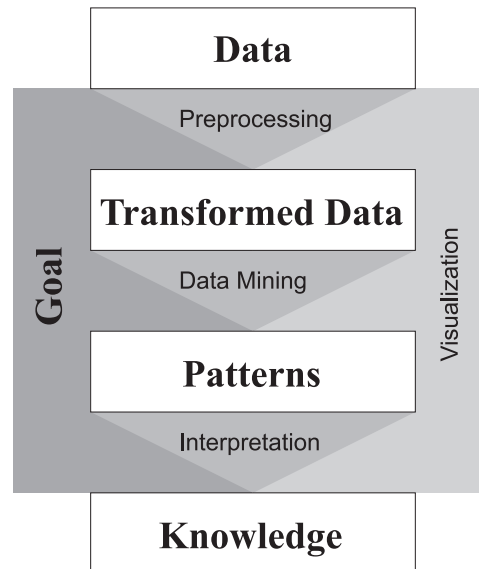 Data
Preprocessing
Transformed Data
Data Mining
Patterns
Interpretation
Knowledge
Goal
Visualization